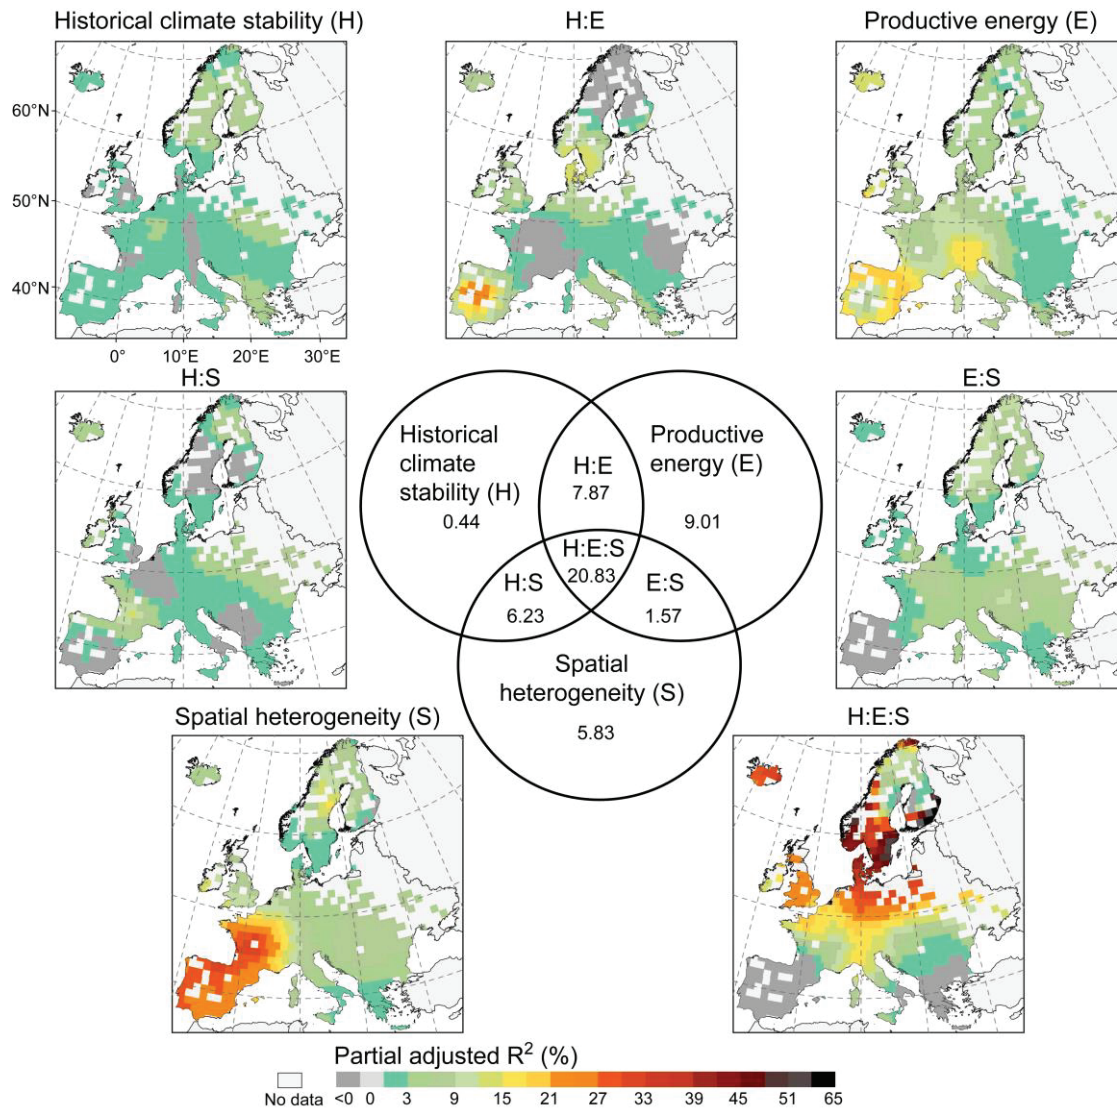 Historical climate stability (H)
H:E
Productive energy (E)
60°N
50°N
40°N
0°
10°E
20°E
30°E
H:S
E:S
Historical
climate
stability (H)
0.44
H:E
7.87
Productive
energy (E)
9.01
H:E:S
20.83
H:S
6.23
E:S
1.57
Spatial
heterogeneity (S)
5.83
Spatial heterogeneity (S)
H:E:S
Partial adjusted R² (%)
No data
<0 0 3 9 15 21 27 33 39 45 51 65